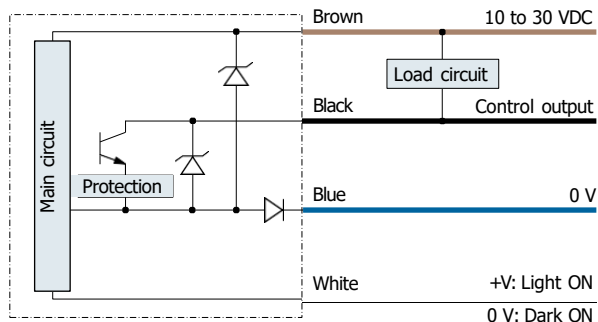 Brown 10 to 30 VDC
Load circuit
Black Control output
Main circuit
Protection
Blue 0 V
White +V: Light ON
0 V: Dark ON